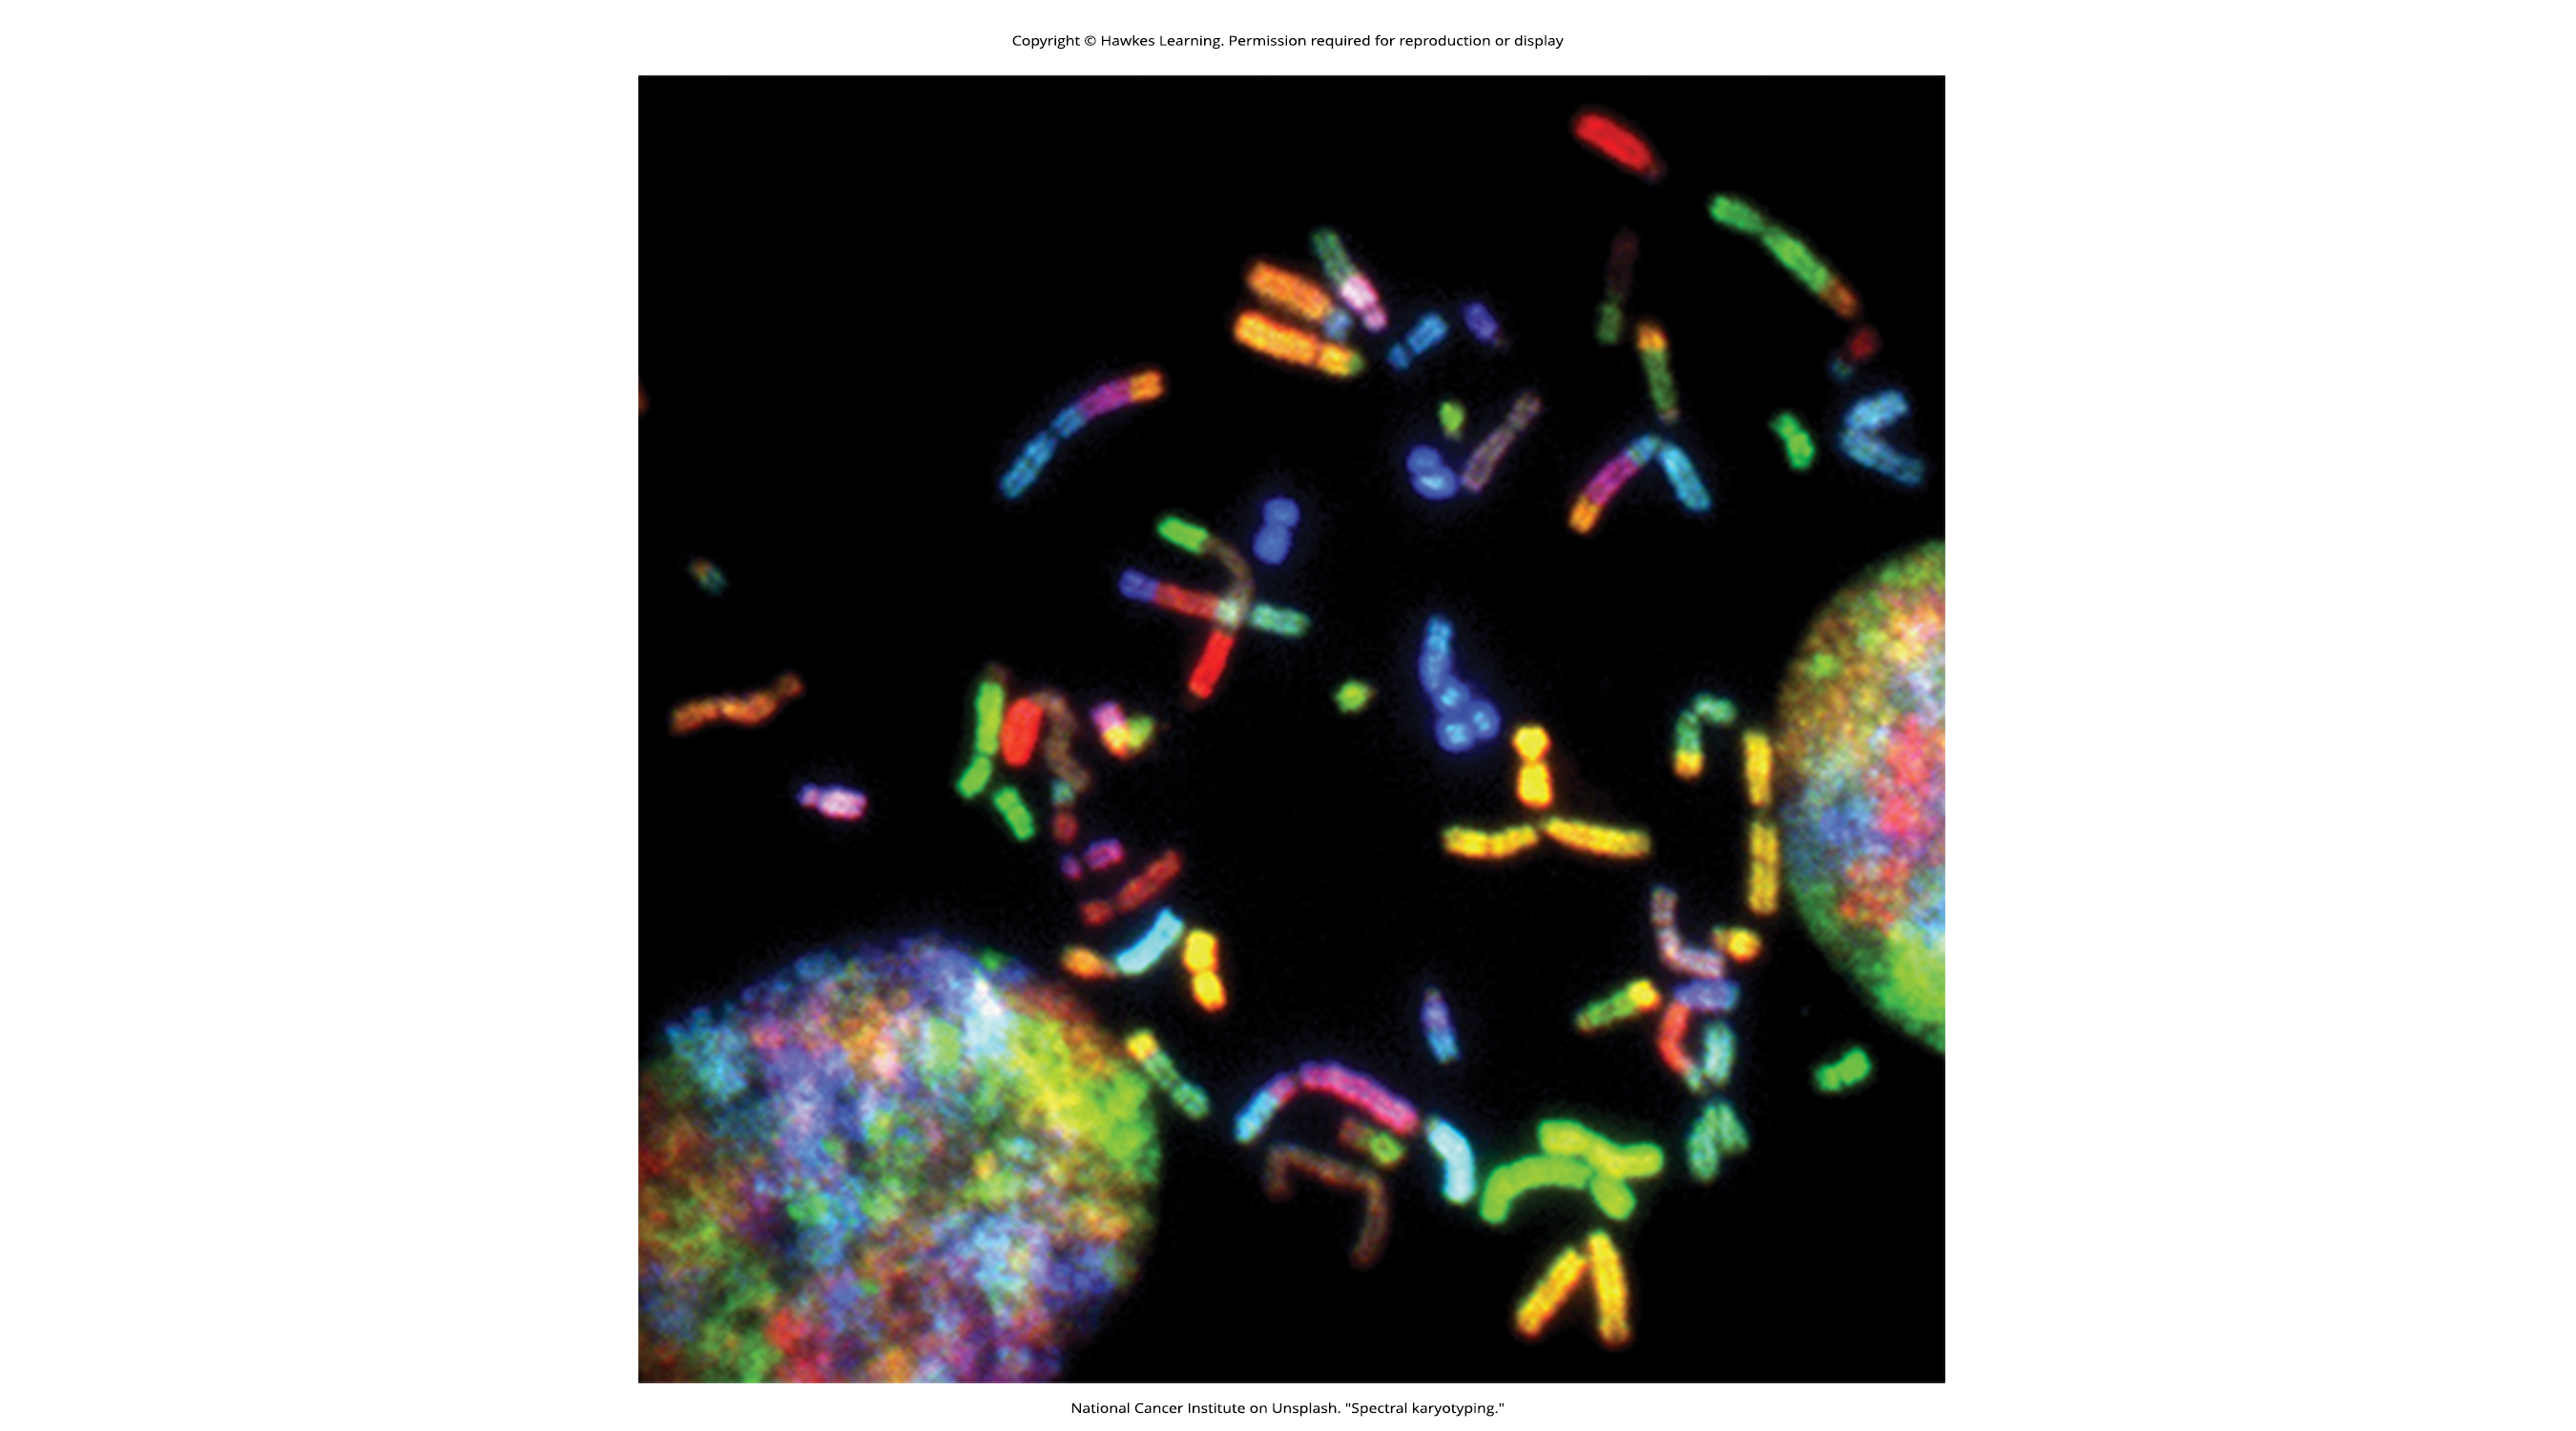 Copyright © Hawkes Learning. Permission required for reproduction or display
National Cancer Institute on Unsplash. "Spectral karyotyping."